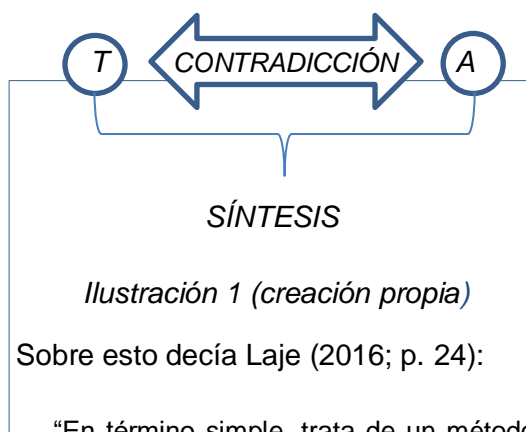 T CONTRADICCIÓN A
SÍNTESIS
Ilustración 1 (creación propia)
Sobre esto decía Laje (2016; p. 24):
“En término simple, trata de un método